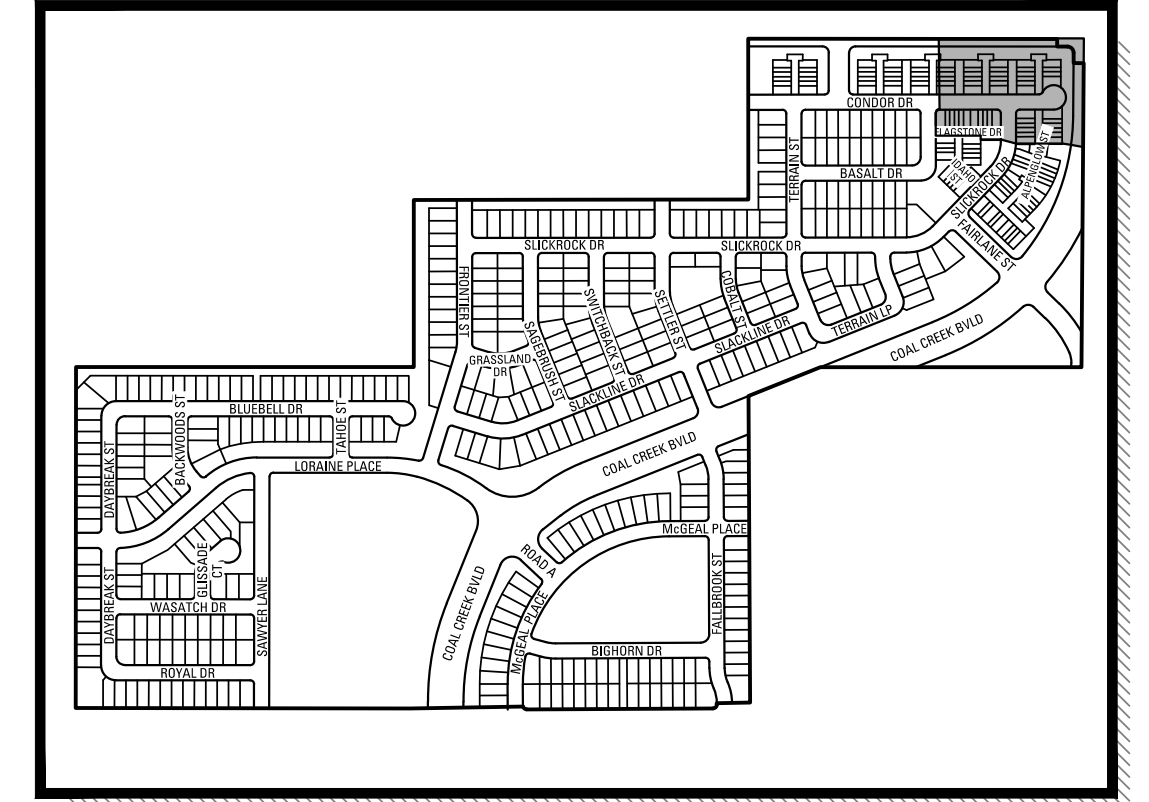 CONDOR DR
FLAGSTONE DR
ALPENGLOW ST
TERRAIN ST
BASALT DR
IDAHO
ST
SLICKROCK DR
FAIRLANE ST
SLICKROCK DR
SLICKROCK DR
FRONTIER ST
SAGEBRUSH ST
SWITCHBACK ST
SETTLER ST
COBALT ST
SLACKLINE DR
TERRAIN LP
COAL CREEK BVLD
GRASSLAND
DR
SLACKLINE DR
BLUEBELL DR
BACKWOODS ST
TAHOE ST
DAYBREAK ST
LORAINE PLACE
COAL CREEK BVLD
McGEAL PLACE
ROAD A
GLISSADE
CT
DAYBREAK ST
WASATCH DR
SAWYER LANE
COAL CREEK BVLD
McGEAL PLACE
FALLBROOK ST
BIGHORN DR
ROYAL DR